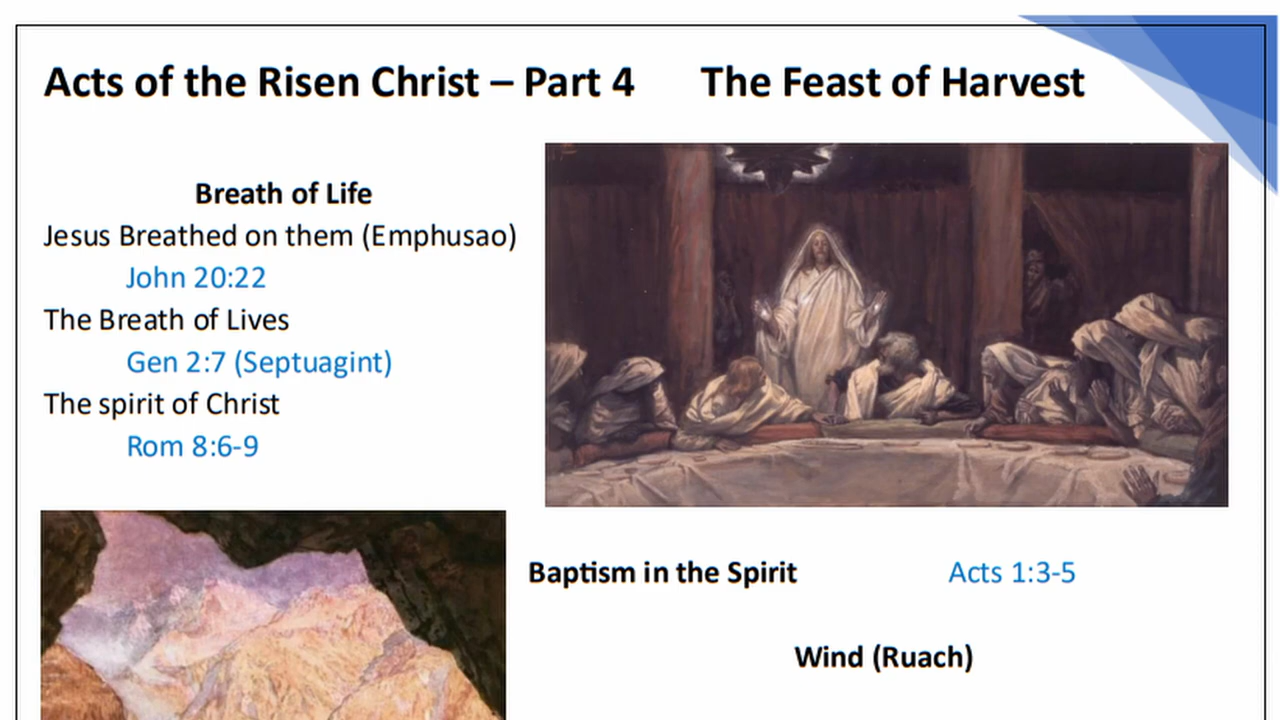 Acts of the Risen Christ – Part 4 The Feast of Harvest
Breath of Life
Jesus Breathed on them (Emphusao)
John 20:22
The Breath of Lives
Gen 2:7 (Septuagint)
The spirit of Christ
Rom 8:6-9
Baptism in the Spirit Acts 1:3-5
Wind (Ruach)